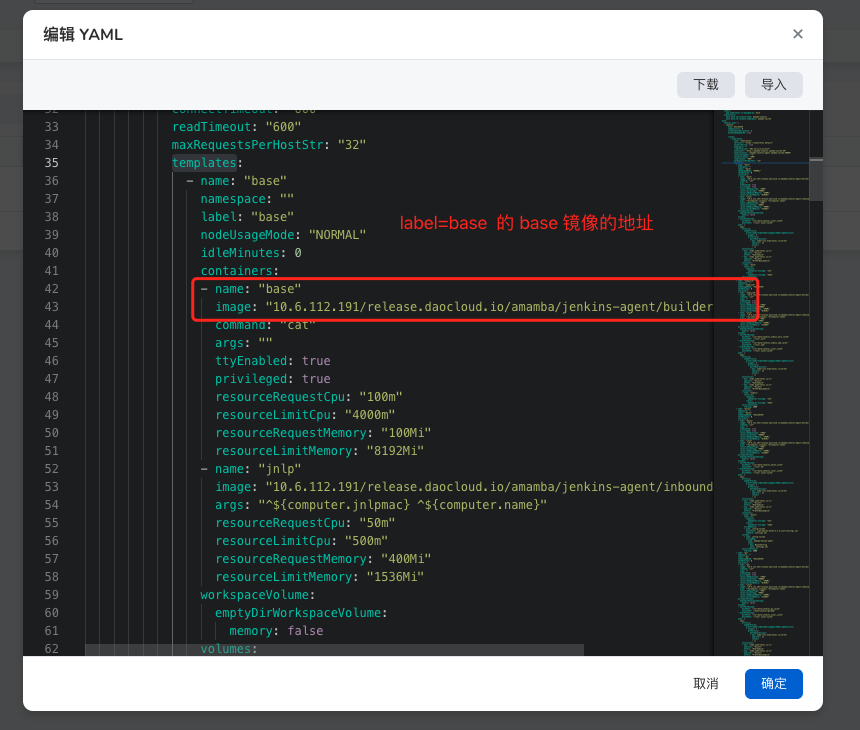 编辑 YAML
×
下载 导入
33 readTimeout: "600"
34 maxRequestsPerHostStr: "32"
35 templates:
36 - name: "base"
37 namespace: ""
38 label: "base"
39 nodeUsageMode: "NORMAL"
label=base 的 base 镜像的地址
40 idleMinutes: 0
41 containers:
42 - name: "base"
43 image: "10.6.112.191/release.daocloud.io/amamba/jenkins-agent/builder
44 command: "cat"
45 args: ""
46 ttyEnabled: true
47 privileged: true
48 resourceRequestCpu: "100m"
49 resourceLimitCpu: "4000m"
50 resourceRequestMemory: "100Mi"
51 resourceLimitMemory: "8192Mi"
52 - name: "jnlp"
53 image: "10.6.112.191/release.daocloud.io/amamba/jenkins-agent/inbound
54 args: "^${computer.jnlpmac} ^${computer.name}"
55 resourceRequestCpu: "50m"
56 resourceLimitCpu: "500m"
57 resourceRequestMemory: "400Mi"
58 resourceLimitMemory: "1536Mi"
59 workspaceVolume:
60 emptyDirWorkspaceVolume:
61 memory: false
62 volumes:
取消 确定